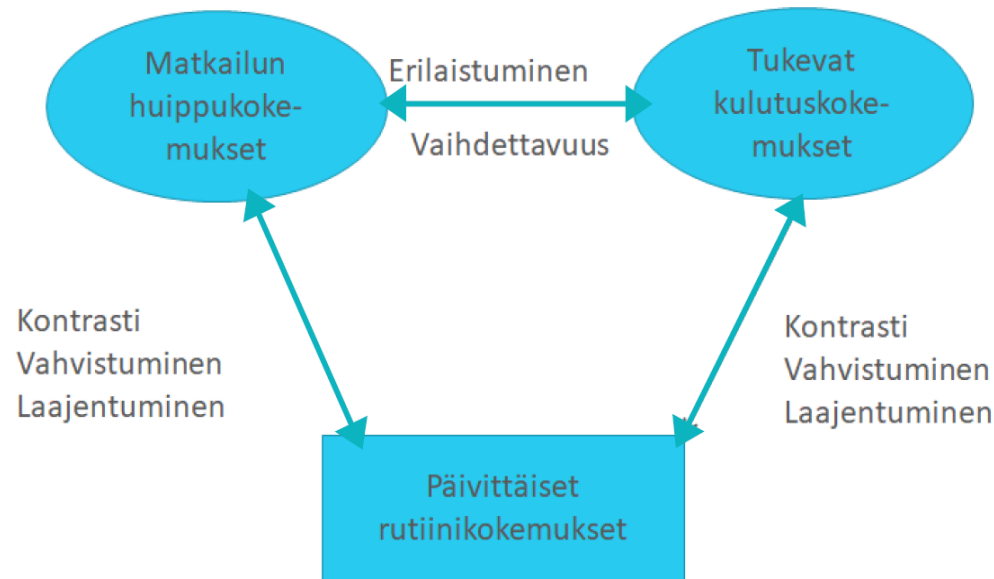 Matkailun
huippukoke-
mukset
Erilaistuminen
Vaihdettavuus
Tukevat
kulutuskoke-
mukset
Kontrasti
Vahvistuminen
Laajentuminen
Kontrasti
Vahvistuminen
Laajentuminen
Päivittäiset
rutiinikokemukset